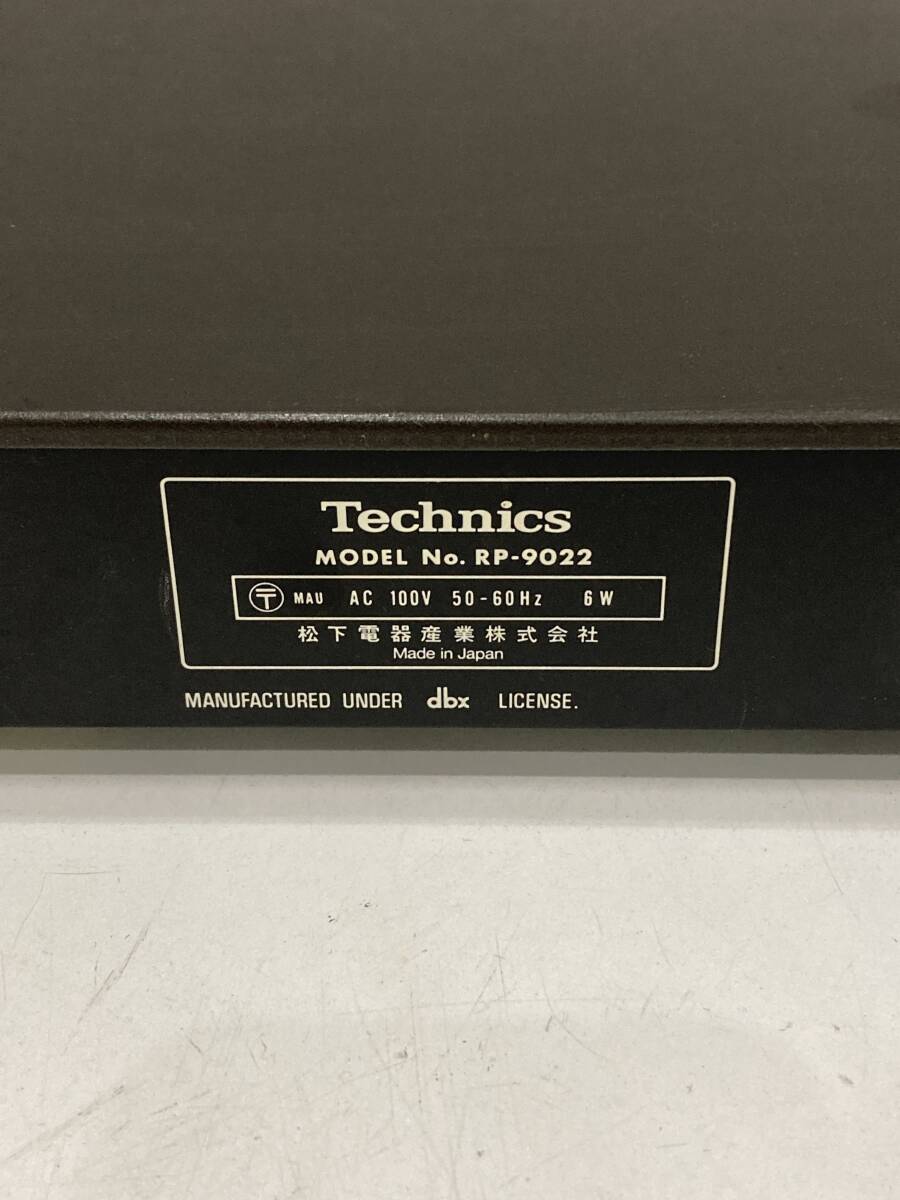 Technics
MODEL No. RP-9022
〒 MAU AC 100V 50-60Hz 6W
松下電器産業株式会社
Made in Japan
MANUFACTURED UNDER dbx LICENSE.